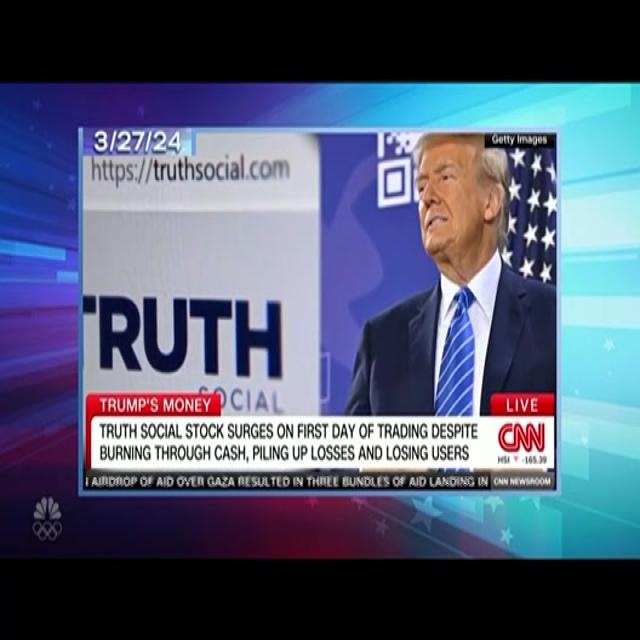 3/27/24
Getty Images
https://truthsocial.com
TRUTH
SOCIAL
TRUMP'S MONEY
LIVE
TRUTH SOCIAL STOCK SURGES ON FIRST DAY OF TRADING DESPITE
BURNING THROUGH CASH, PILING UP LOSSES AND LOSING USERS
CNN
HSI ▼ -165.39
AIRDROP OF AID OVER GAZA RESULTED IN THREE BUNDLES OF AID LANDING IN
CNN NEWSROOM